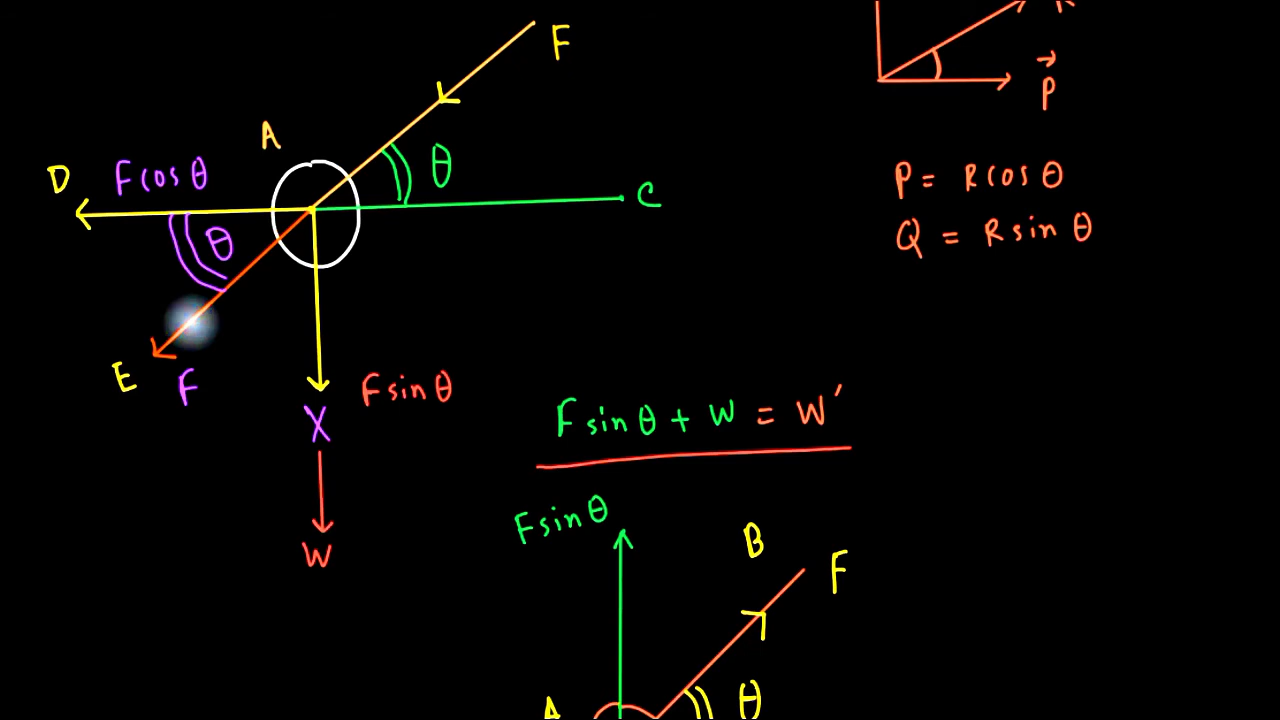 F
A
θ
D
F cos θ
C
θ
E
F
X
F sin θ
W
P
P = R cos θ
Q = R sin θ
F sin θ + W = W′
F sin θ
B
F
A
θ